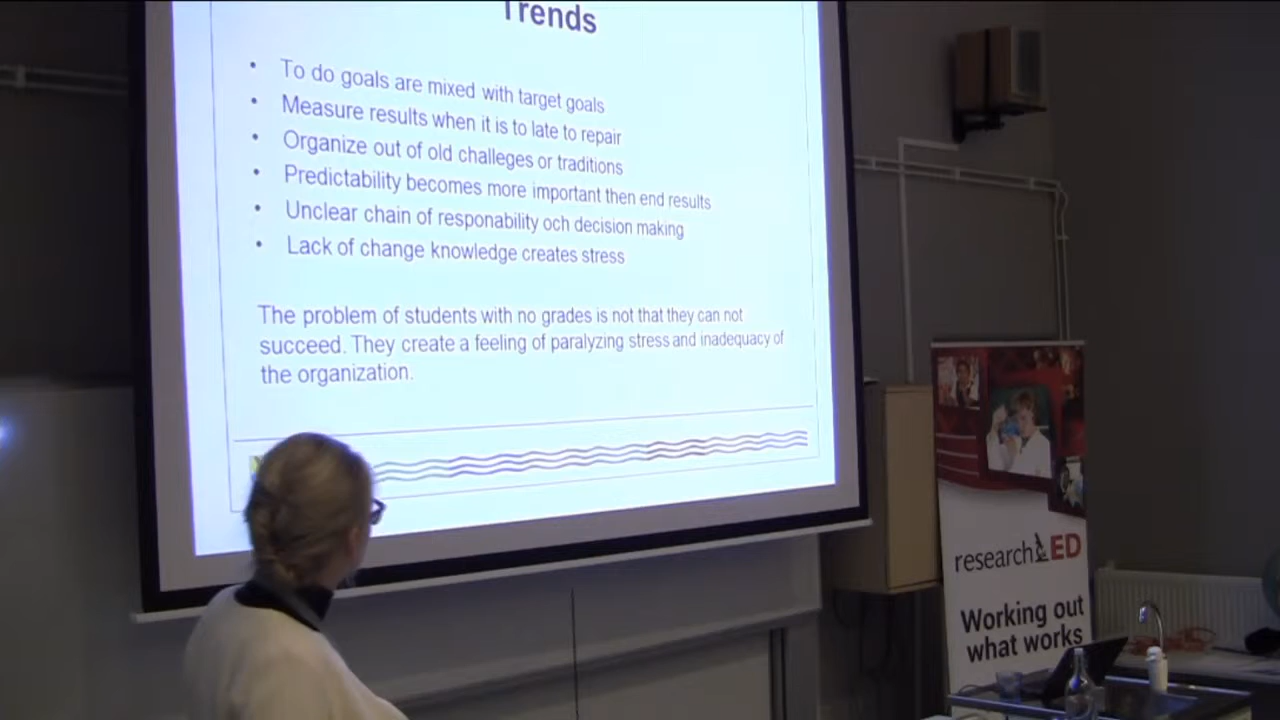 Trends
• To do goals are mixed with target goals
• Measure results when it is to late to repair
• Organize out of old challeges or traditions
• Predictability becomes more important then end results
• Unclear chain of responability och decision making
• Lack of change knowledge creates stress
The problem of students with no grades is not that they can not
succeed. They create a feeling of paralyzing stress and inadequacy of
the organization.
researchED
Working out
what works